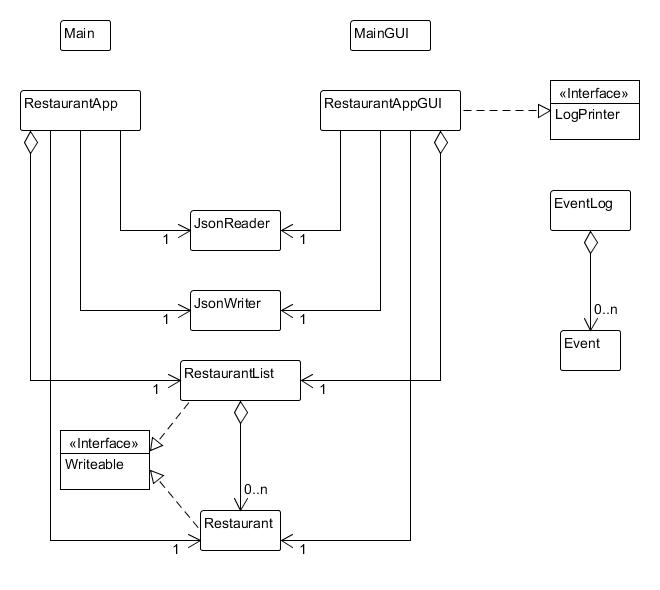 Main
MainGUI
RestaurantApp
RestaurantAppGUI
«Interface»
LogPrinter
EventLog
JsonReader
1
1
JsonWriter
1
1
0..n
Event
RestaurantList
1
1
«Interface»
Writeable
0..n
Restaurant
1
1